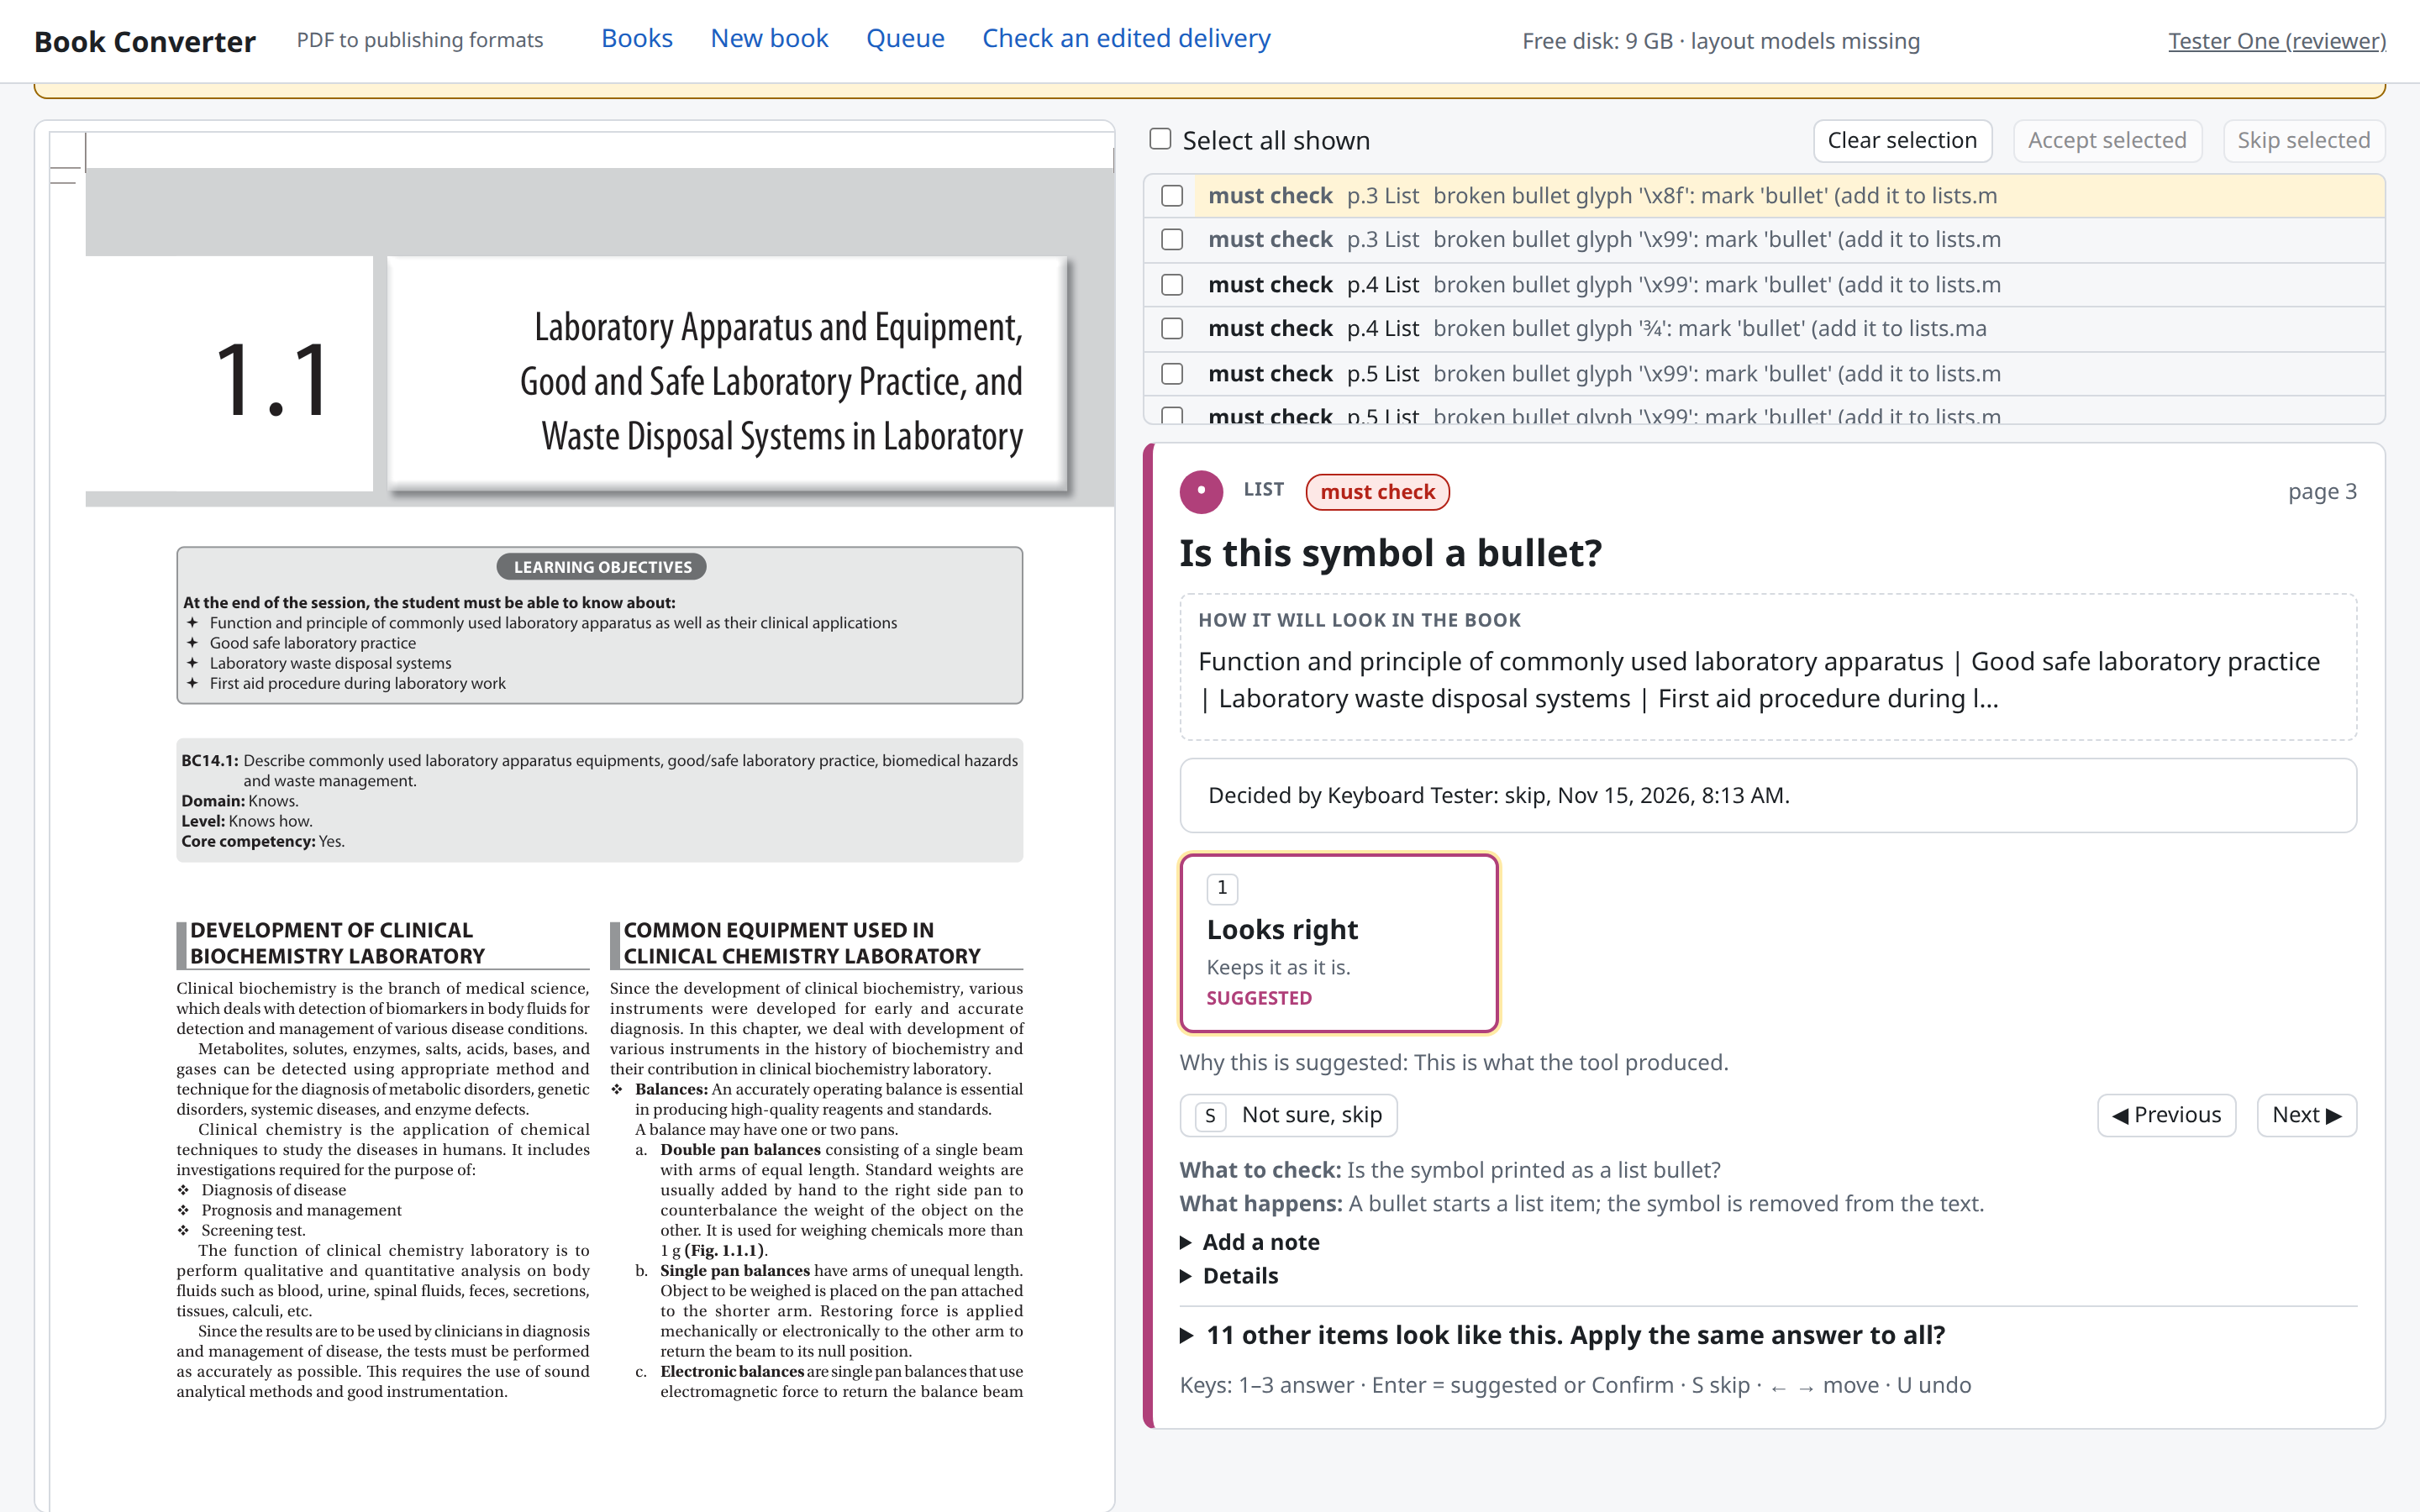 Book Converter PDF to publishing formats Books New book Queue Check an edited delivery Free disk: 9 GB · layout models missing Tester One (reviewer)
1.1
Laboratory Apparatus and Equipment,
Good and Safe Laboratory Practice, and
Waste Disposal Systems in Laboratory
LEARNING OBJECTIVES
At the end of the session, the student must be able to know about:
✦ Function and principle of commonly used laboratory apparatus as well as their clinical applications
✦ Good safe laboratory practice
✦ Laboratory waste disposal systems
✦ First aid procedure during laboratory work
BC14.1: Describe commonly used laboratory apparatus equipments, good/safe laboratory practice, biomedical hazards
and waste management.
Domain: Knows.
Level: Knows how.
Core competency: Yes.
DEVELOPMENT OF CLINICAL
BIOCHEMISTRY LABORATORY
Clinical biochemistry is the branch of medical science,
which deals with detection of biomarkers in body fluids for
detection and management of various disease conditions.
Metabolites, solutes, enzymes, salts, acids, bases, and
gases can be detected using appropriate method and
technique for the diagnosis of metabolic disorders, genetic
disorders, systemic diseases, and enzyme defects.
Clinical chemistry is the application of chemical
techniques to study the diseases in humans. It includes
investigations required for the purpose of:
❖ Diagnosis of disease
❖ Prognosis and management
❖ Screening test.
The function of clinical chemistry laboratory is to
perform qualitative and quantitative analysis on body
fluids such as blood, urine, spinal fluids, feces, secretions,
tissues, calculi, etc.
Since the results are to be used by clinicians in diagnosis
and management of disease, the tests must be performed
as accurately as possible. This requires the use of sound
analytical methods and good instrumentation.
COMMON EQUIPMENT USED IN
CLINICAL CHEMISTRY LABORATORY
Since the development of clinical biochemistry, various
instruments were developed for early and accurate
diagnosis. In this chapter, we deal with development of
various instruments in the history of biochemistry and
their contribution in clinical biochemistry laboratory.
❖ Balances: An accurately operating balance is essential
in producing high-quality reagents and standards.
A balance may have one or two pans.
a. Double pan balances consisting of a single beam
with arms of equal length. Standard weights are
usually added by hand to the right side pan to
counterbalance the weight of the object on the
other. It is used for weighing chemicals more than
1 g (Fig. 1.1.1).
b. Single pan balances have arms of unequal length.
Object to be weighed is placed on the pan attached
to the shorter arm. Restoring force is applied
mechanically or electronically to the other arm to
return the beam to its null position.
c. Electronic balances are single pan balances that use
electromagnetic force to return the balance beam
Select all shown Clear selection Accept selected Skip selected
must check p.3 List broken bullet glyph '\x8f': mark 'bullet' (add it to lists.m
must check p.3 List broken bullet glyph '\x99': mark 'bullet' (add it to lists.m
must check p.4 List broken bullet glyph '\x99': mark 'bullet' (add it to lists.m
must check p.4 List broken bullet glyph '¾': mark 'bullet' (add it to lists.ma
must check p.5 List broken bullet glyph '\x99': mark 'bullet' (add it to lists.m
must check p.5 List broken bullet glyph '\x99': mark 'bullet' (add it to lists.m
LIST must check page 3
Is this symbol a bullet?
HOW IT WILL LOOK IN THE BOOK
Function and principle of commonly used laboratory apparatus | Good safe laboratory practice
| Laboratory waste disposal systems | First aid procedure during l...
Decided by Keyboard Tester: skip, Nov 15, 2026, 8:13 AM.
1
Looks right
Keeps it as it is.
SUGGESTED
Why this is suggested: This is what the tool produced.
S Not sure, skip ◀ Previous Next ▶
What to check: Is the symbol printed as a list bullet?
What happens: A bullet starts a list item; the symbol is removed from the text.
▶ Add a note
▶ Details
▶ 11 other items look like this. Apply the same answer to all?
Keys: 1–3 answer · Enter = suggested or Confirm · S skip · ← → move · U undo